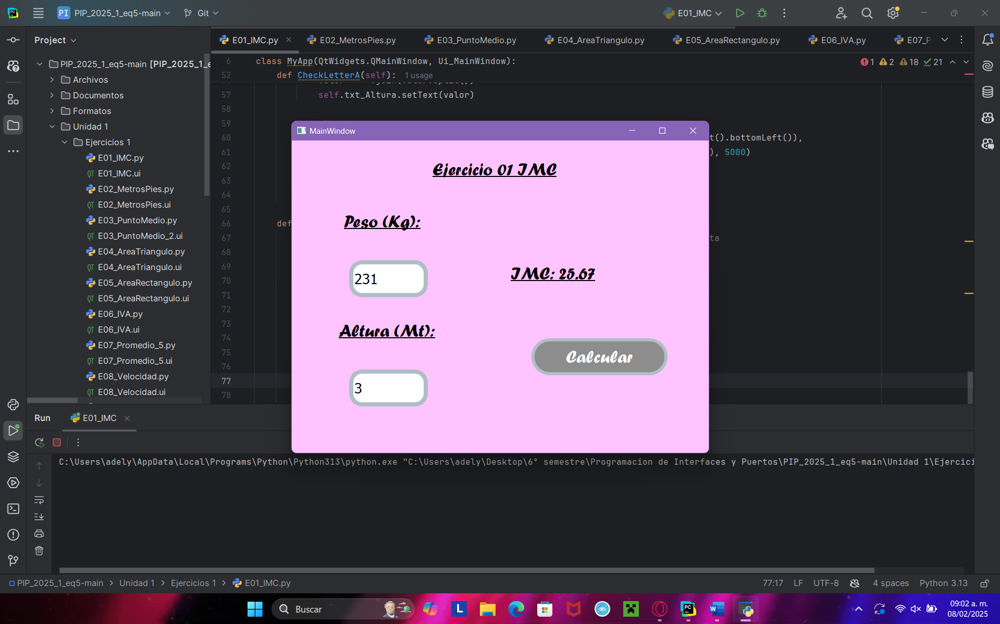 PI PIP_2025_1_eq5-main Git E01_IMC
Project
E01_IMC.py E02_MetrosPies.py E03_PuntoMedio.py E04_AreaTriangulo.py E05_AreaRectangulo.py E06_IVA.py E07_P
PIP_2025_1_eq5-main [PIP_2025_1_e
Archivos
Documentos
Formatos
Unidad 1
Ejercicios 1
E01_IMC.py
E01_IMC.ui
E02_MetrosPies.py
E02_MetrosPies.ui
E03_PuntoMedio.py
E03_PuntoMedio_2.ui
E04_AreaTriangulo.py
E04_AreaTriangulo.ui
E05_AreaRectangulo.py
E05_AreaRectangulo.ui
E06_IVA.py
E06_IVA.ui
E07_Promedio_5.py
E07_Promedio_5.ui
E08_Velocidad.py
E08_Velocidad.ui
6 class MyApp(QtWidgets.QMainWindow, Ui_MainWindow): 1 2 18 21
52 def CheckLetterA(self): 1 usage
57 self.txt_Altura.setText(valor)
58
59
60 t().bottomLeft()),
61 ), 5000)
62
63
64
65
66 def
67 ta
68
69
70
71
72
73
74
75
76
77
78
MainWindow
Ejercicio 01 IMC
Peso (Kg):
231
IMC: 25.67
Altura (Mt):
Calcular
3
Run E01_IMC
C:\Users\adely\AppData\Local\Programs\Python\Python313\python.exe "C:\Users\adely\Desktop\6° semestre\Programacion de Interfaces y Puertos\PIP_2025_1_eq5-main\Unidad 1\Ejercici
PIP_2025_1_eq5-main > Unidad 1 > Ejercicios 1 > E01_IMC.py 77:17 LF UTF-8 4 spaces Python 3.13
Buscar
09:02 a. m.
08/02/2025